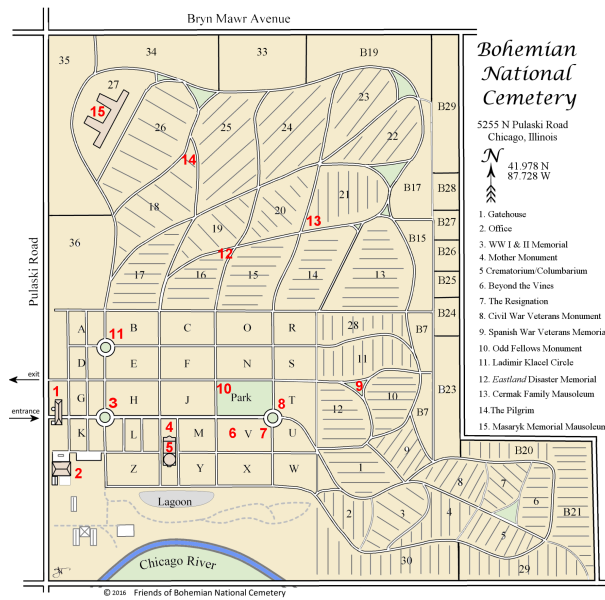 Bryn Mawr Avenue
Bohemian
National
Cemetery
5255 N Pulaski Road
Chicago, Illinois
N
41.978 N
87.728 W
1. Gatehouse
2. Office
3. WW I & II Memorial
4. Mother Monument
5 Crematorium/Columbarium
6. Beyond the Vines
7. The Resignation
8. Civil War Veterans Monument
9. Spanish War Veterans Memoria
10. Odd Fellows Monument
11. Ladimir Klacel Circle
12. Eastland Disaster Memorial
13. Cermak Family Mausoleum
14. The Pilgrim
15. Masaryk Memorial Mausoleum
35
34
33
B19
27
15
26
25
24
23
22
B29
14
18
19
20
21
B17
B28
13
B27
36
12
B15
B26
17
16
15
14
13
B25
Pulaski Road
A
B
C
O
R
28
B7
B24
11
D
E
F
N
S
11
exit
1
G
H
J
10
Park
8
T
9
10
B23
entrance
3
12
B7
K
L
4
M
6
V
7
U
5
9
2
Z
Y
X
W
1
B20
8
7
6
B21
Lagoon
2
3
4
5
Chicago River
30
29
© 2016 Friends of Bohemian National Cemetery